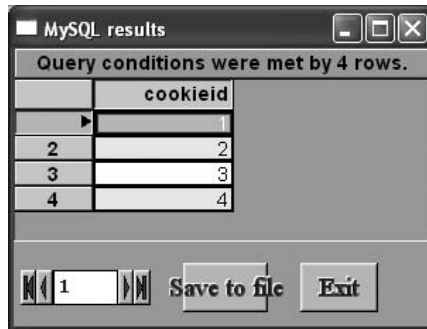 MySQL results
Query conditions were met by 4 rows.
cookieid
1
2 2
3 3
4 4
1 Save to file Exit